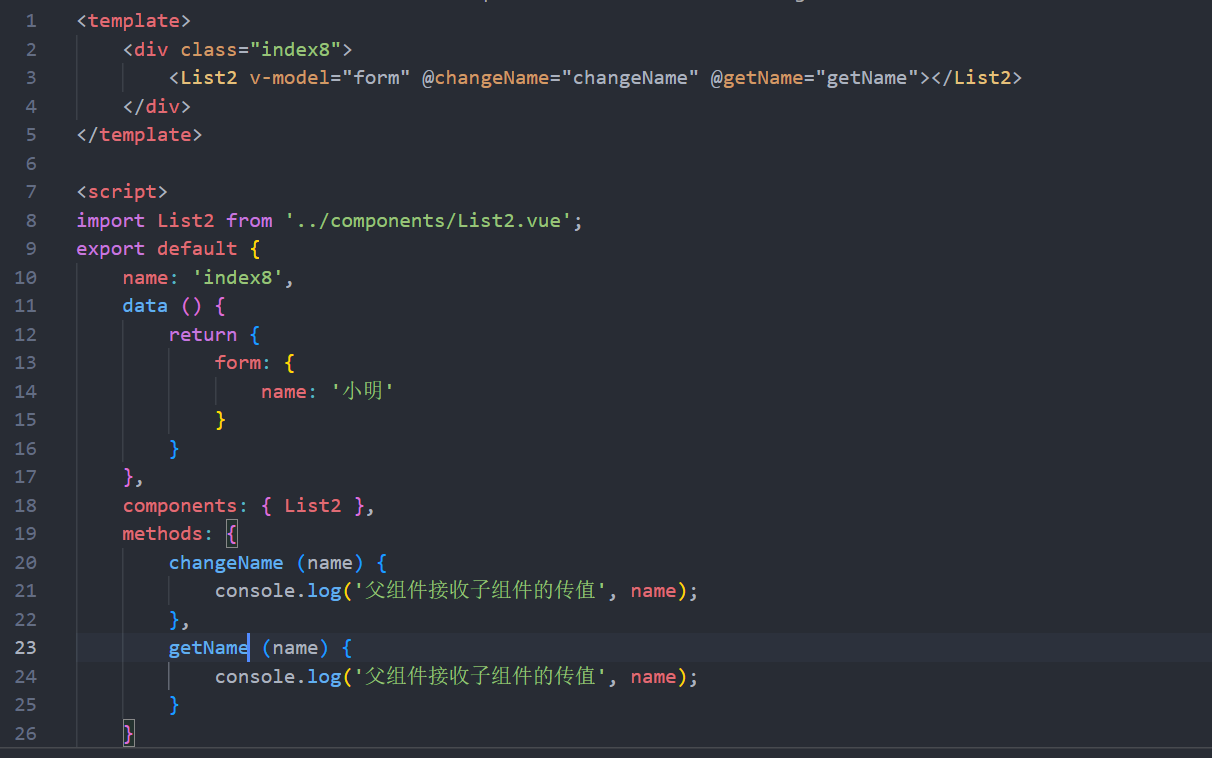 1 <template>
2     <div class="index8">
3         <List2 v-model="form" @changeName="changeName" @getName="getName"></List2>
4     </div>
5 </template>
6
7 <script>
8 import List2 from '../components/List2.vue';
9 export default {
10     name: 'index8',
11     data () {
12         return {
13             form: {
14                 name: '小明'
15             }
16         }
17     },
18     components: { List2 },
19     methods: {
20         changeName (name) {
21             console.log('父组件接收子组件的传值', name);
22         },
23         getName (name) {
24             console.log('父组件接收子组件的传值', name);
25         }
26     }